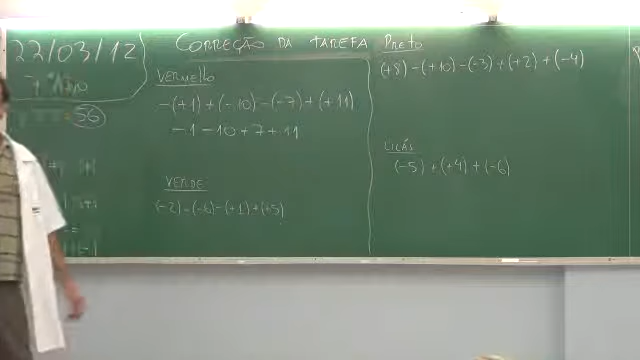 22/03/12
7º Ano
56
CORREÇÃO DA TAREFA
VERMELHO
-(+1)+(-10)-(-7)+(+11)
-1-10+7+11
VERDE
(-2)-(-6)-(+1)+(+5)
PRETO
(+8)-(+10)-(-3)+(+2)+(-4)
LILÁS
(-5)+(+4)+(-6)